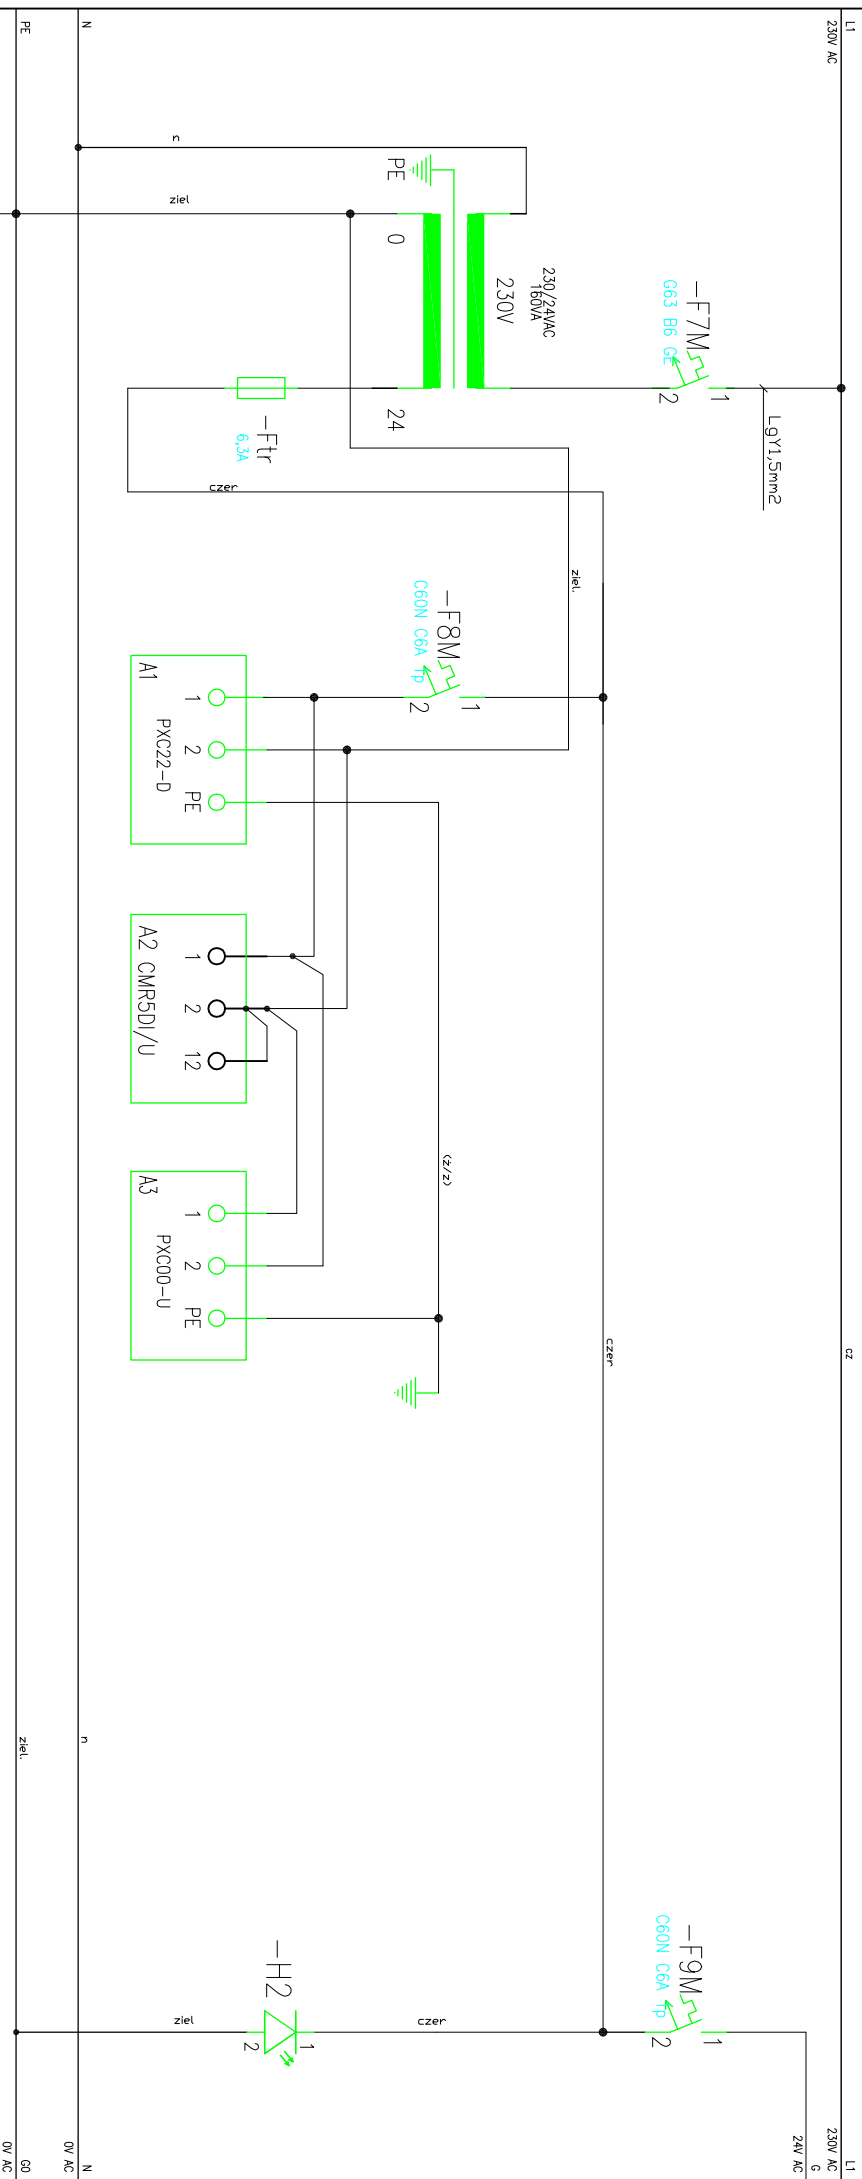 L1
230V AC
N
PE
n
ziel
PE
0
24
230V
230/24VAC
160VA
-F7M
G63 B6 GE
1
2
LgY1,5mm2
-Ftr
6,3A
czer
ziel.
-F8M
C60N C6A 1p
1
2
A1
PXC22-D
1
2
PE
A2 CMR5DI/U
1
2
12
A3
PXC00-U
1
2
PE
(ż/z)
czer
cz
n
ziel.
-F9M
C60N C6A 1p
1
2
-H2
1
2
czer
ziel
L1
230V AC
G
24V AC
N
0V AC
G0
0V AC